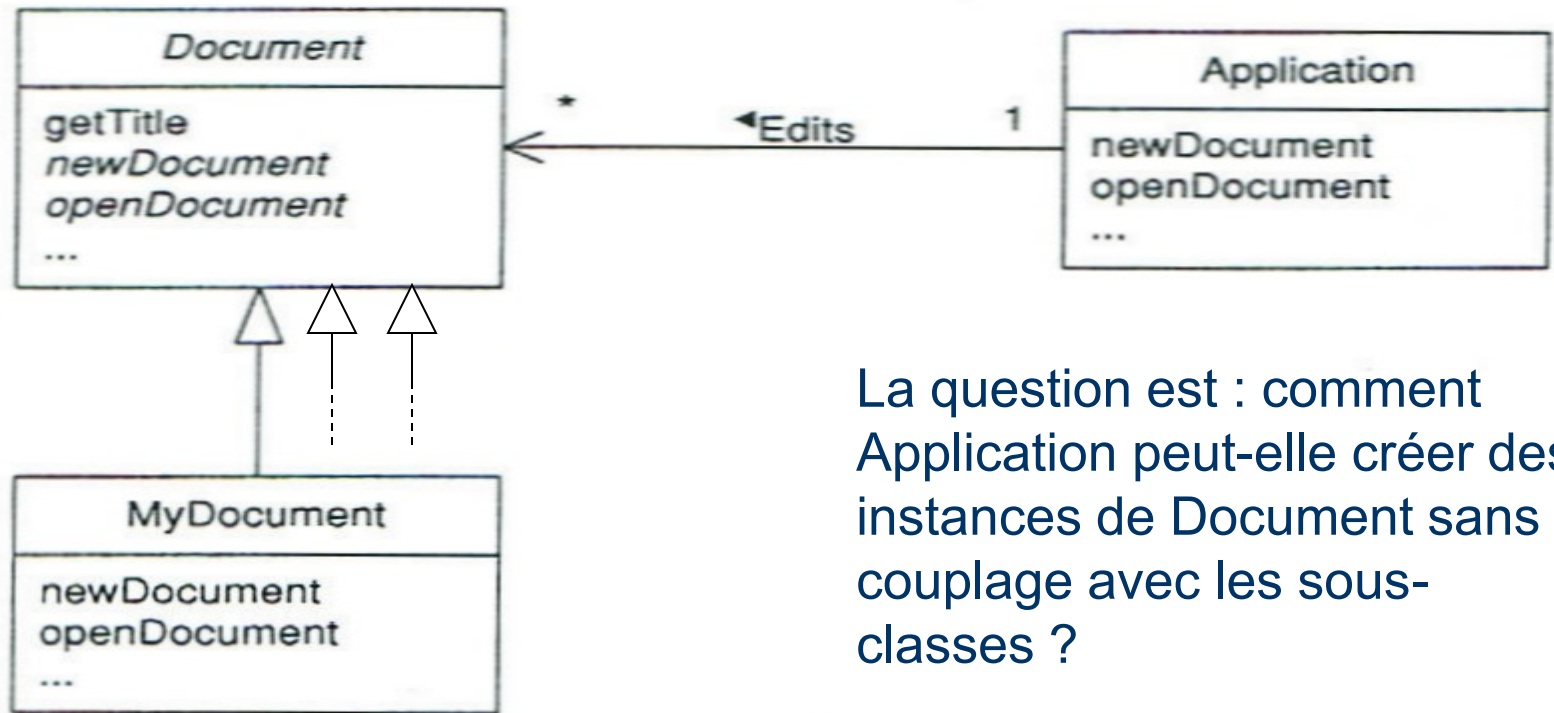 Document
getTitle
newDocument
openDocument
...
* ◄Edits 1
Application
newDocument
openDocument
...
MyDocument
newDocument
openDocument
...
La question est : comment
Application peut-elle créer des
instances de Document sans
couplage avec les sous-
classes ?